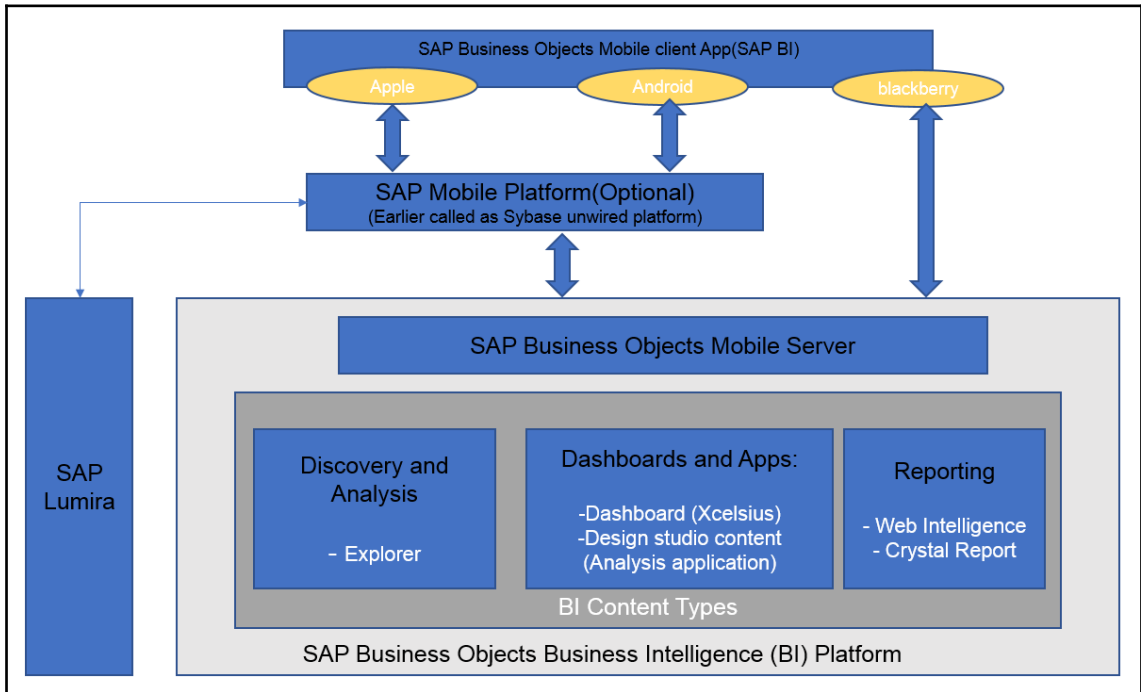 SAP Business Objects Mobile client App(SAP BI)
Apple
Android
blackberry
SAP Mobile Platform(Optional)
(Earlier called as Sybase unwired platform)
SAP
Lumira
SAP Business Objects Mobile Server
Discovery and
Analysis
- Explorer
Dashboards and Apps:
-Dashboard (Xcelsius)
-Design studio content
(Analysis application)
Reporting
- Web Intelligence
- Crystal Report
BI Content Types
SAP Business Objects Business Intelligence (BI) Platform